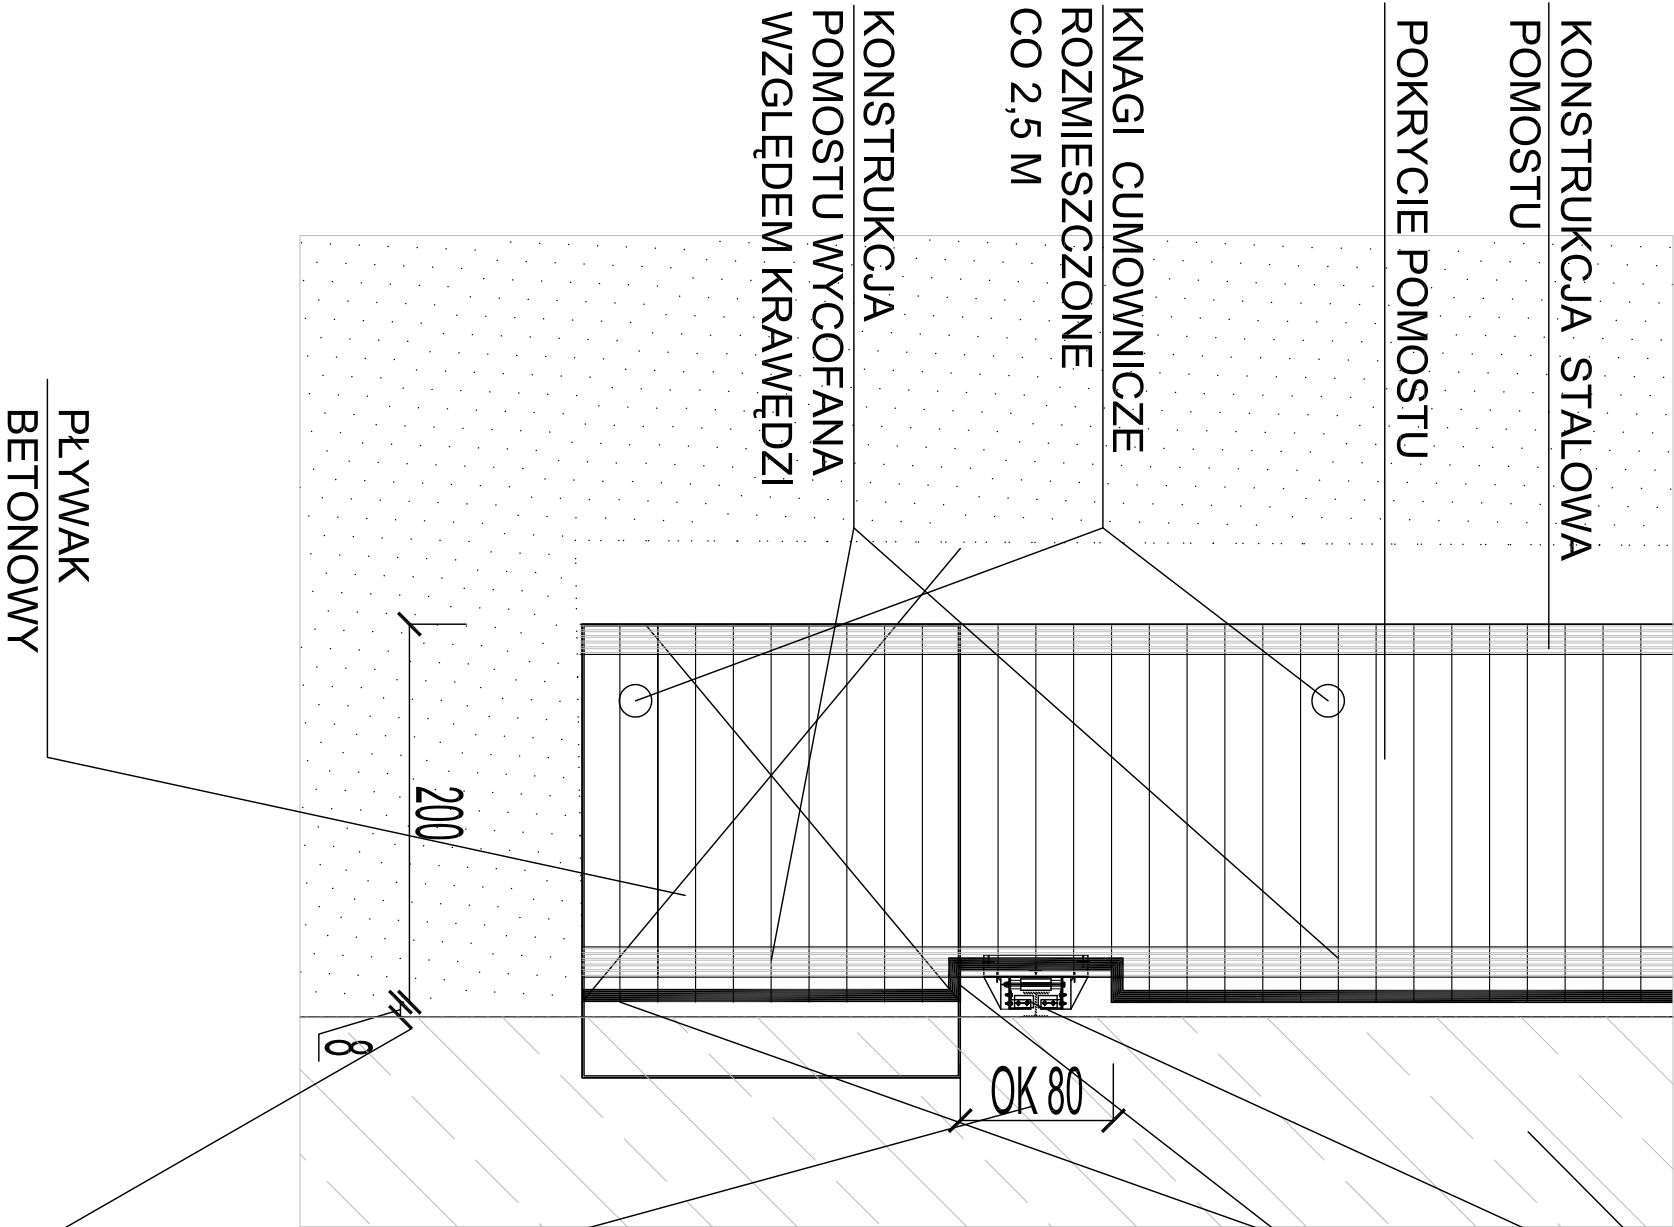 KONSTRUKCJA STALOWA
POMOSTU
POKRYCIE POMOSTU
KNAGI CUMOWNICZE
ROZMIESZCZONE
CO 2,5 M
KONSTRUKCJA
POMOSTU WYCOFANA
WZGLĘDEM KRAWĘDZI
PŁYWAK
BETONOWY
200
8
OK 80